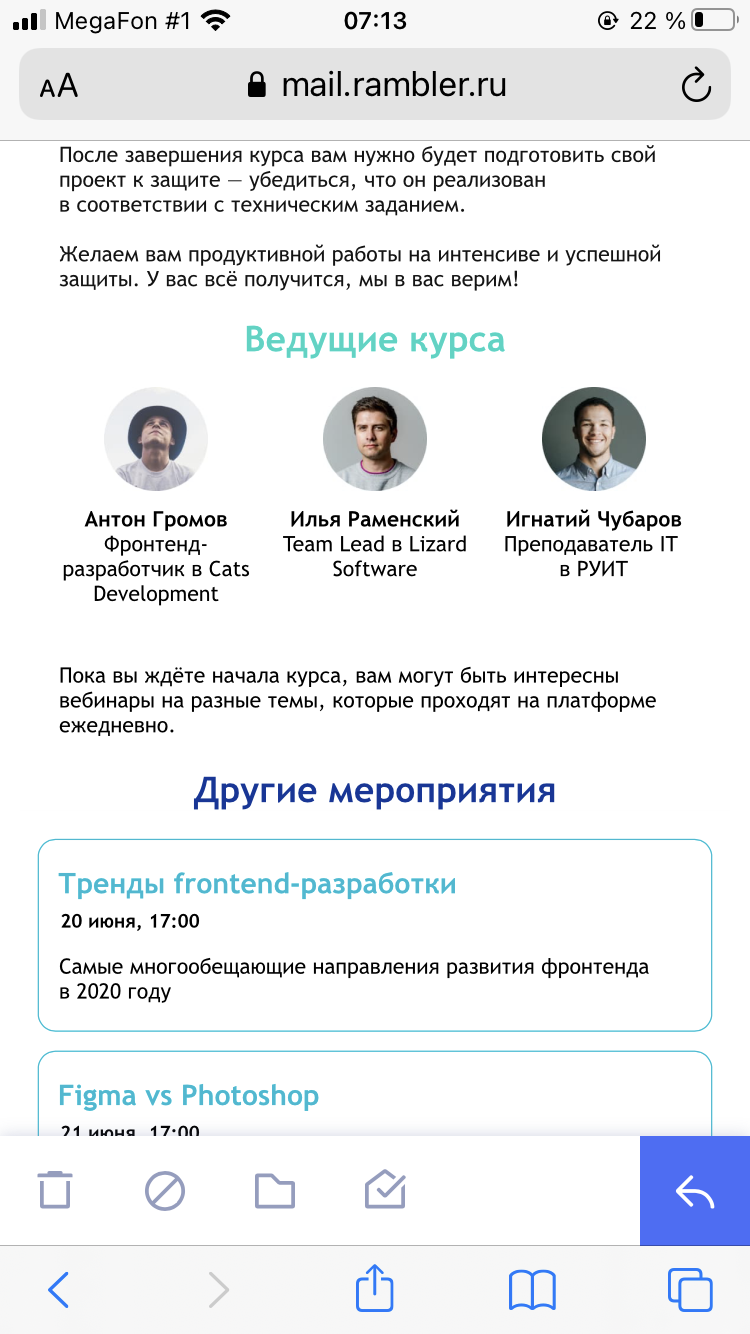 MegaFon #1 07:13 22 %
AA mail.rambler.ru
После завершения курса вам нужно будет подготовить свой
проект к защите — убедиться, что он реализован
в соответствии с техническим заданием.
Желаем вам продуктивной работы на интенсиве и успешной
защиты. У вас всё получится, мы в вас верим!
Ведущие курса
Антон Громов
Фронтенд-
разработчик в Cats
Development
Илья Раменский
Team Lead в Lizard
Software
Игнатий Чубаров
Преподаватель IT
в РУИТ
Пока вы ждёте начала курса, вам могут быть интересны
вебинары на разные темы, которые проходят на платформе
ежедневно.
Другие мероприятия
Тренды frontend-разработки
20 июня, 17:00
Самые многообещающие направления развития фронтенда
в 2020 году
Figma vs Photoshop
21 июня, 17:00